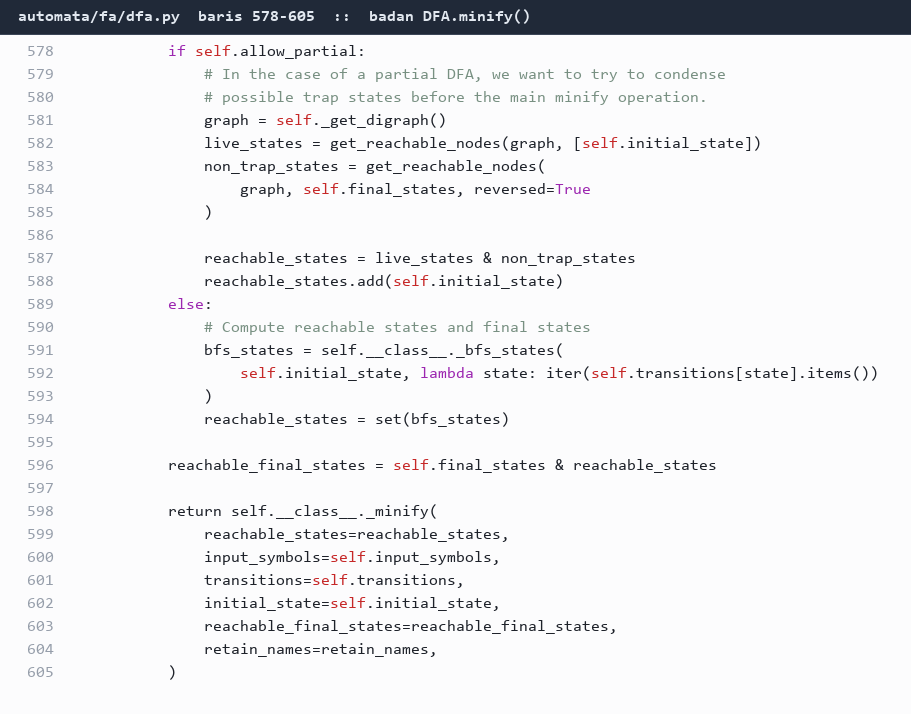 automata/fa/dfa.py  baris 578-605  ::  badan DFA.minify()
578             if self.allow_partial:
579                 # In the case of a partial DFA, we want to try to condense
580                 # possible trap states before the main minify operation.
581                 graph = self._get_digraph()
582                 live_states = get_reachable_nodes(graph, [self.initial_state])
583                 non_trap_states = get_reachable_nodes(
584                     graph, self.final_states, reversed=True
585                 )
586
587                 reachable_states = live_states & non_trap_states
588                 reachable_states.add(self.initial_state)
589             else:
590                 # Compute reachable states and final states
591                 bfs_states = self.__class__._bfs_states(
592                     self.initial_state, lambda state: iter(self.transitions[state].items())
593                 )
594                 reachable_states = set(bfs_states)
595
596             reachable_final_states = self.final_states & reachable_states
597
598             return self.__class__._minify(
599                 reachable_states=reachable_states,
600                 input_symbols=self.input_symbols,
601                 transitions=self.transitions,
602                 initial_state=self.initial_state,
603                 reachable_final_states=reachable_final_states,
604                 retain_names=retain_names,
605             )